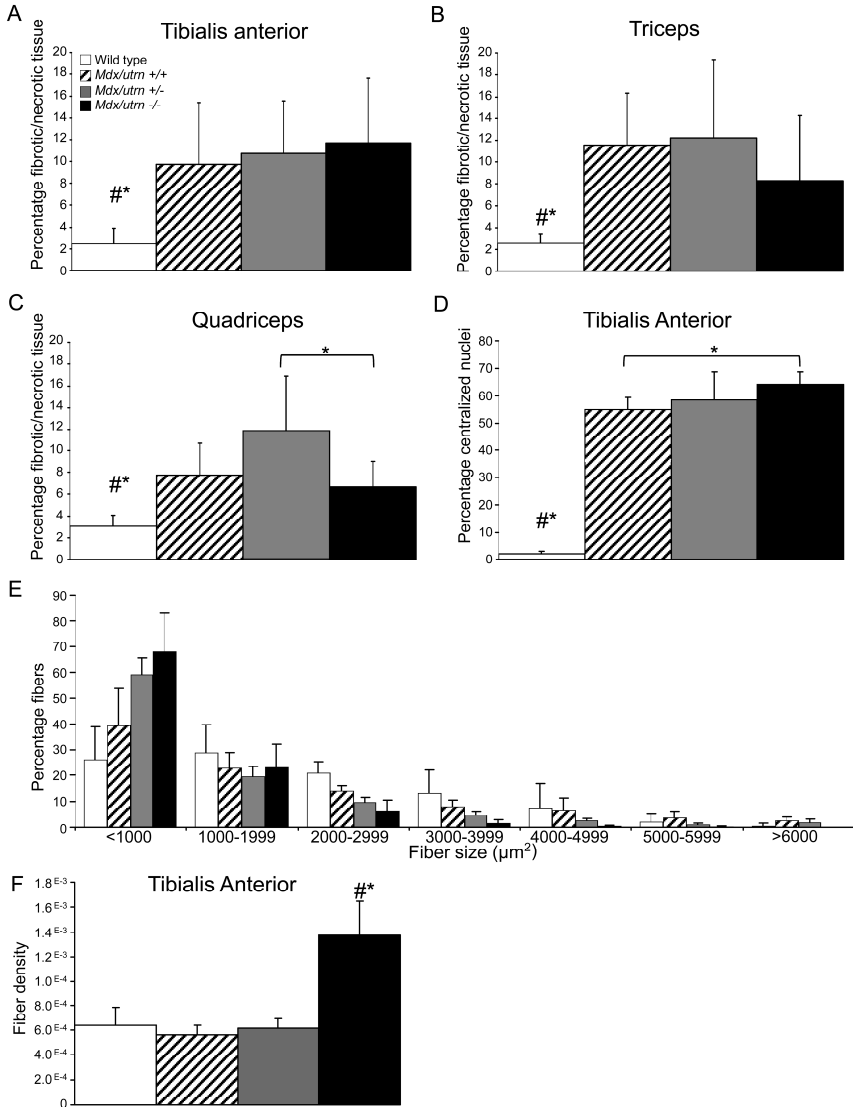 A
Tibialis anterior
Percentatge fibrotic/necrotic tissue
20
18
16
14
12
10
8
6
4
2
0
Wild type
Mdx/utrn +/+
Mdx/utrn +/-
Mdx/utrn -/-
#*
B
Triceps
Percentage fibrotic/necrotic tissue
20
18
16
14
12
10
8
6
4
2
0
#*
C
Quadriceps
Percentage fibrotic/necrotic tissue
20
18
16
14
12
10
8
6
4
2
0
#*
*
D
Tibialis Anterior
Percentage centralized nuclei
80
70
60
50
40
30
20
10
0
#*
*
E
Percentage fibers
90
80
70
60
50
40
30
20
10
0
<1000 1000-1999 2000-2999 3000-3999 4000-4999 5000-5999 >6000
Fiber size (µm²)
F
Tibialis Anterior
Fiber density
1.8 E-3
1.6 E-3
1.4 E-3
1.2 E-3
1.0 E-4
8.0 E-4
6.0 E-4
4.0 E-4
2.0 E-4
0
#*